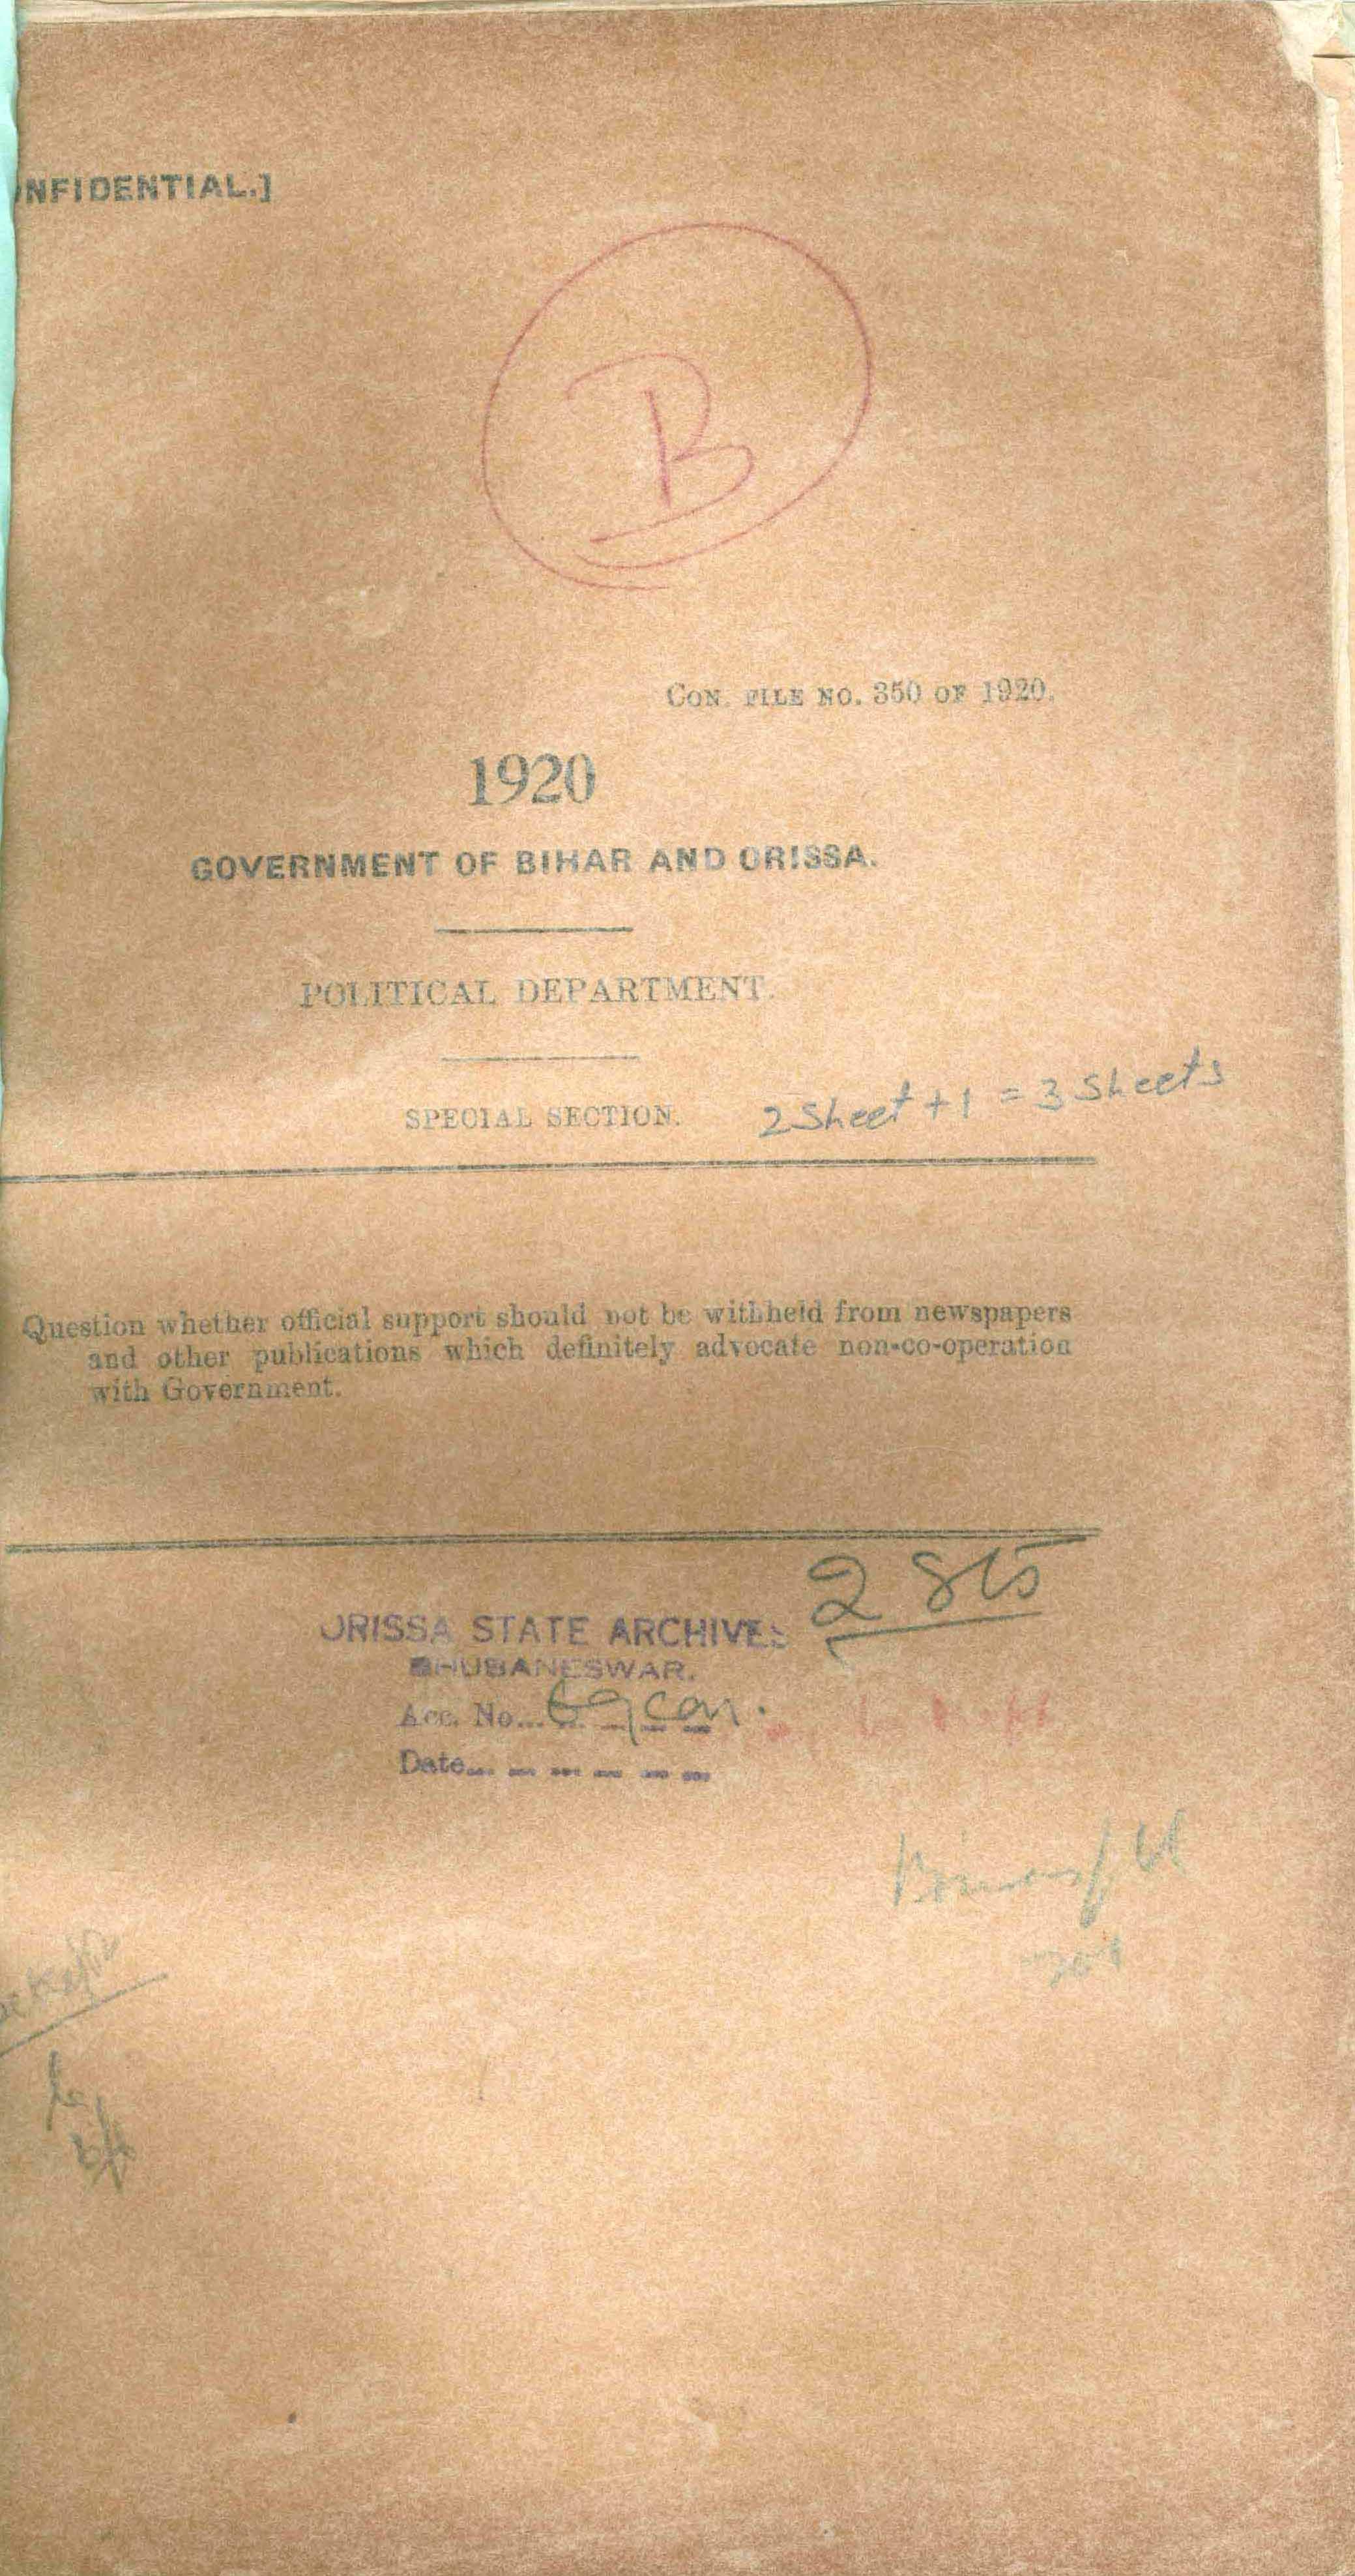 NFIDENTIAL.]
B
CON. FILE NO. 350 OF 1920.
1920
GOVERNMENT OF BIHAR AND ORISSA.
POLITICAL DEPARTMENT.
SPECIAL SECTION.
2 Sheet + 1 = 3 Sheets
Question whether official support should not be withheld from newspapers
and other publications which definitely advocate non-co-operation
with Government.
2 Sts
ORISSA STATE ARCHIVES
BHUBANESWAR.
Acc. No... con.
Date...